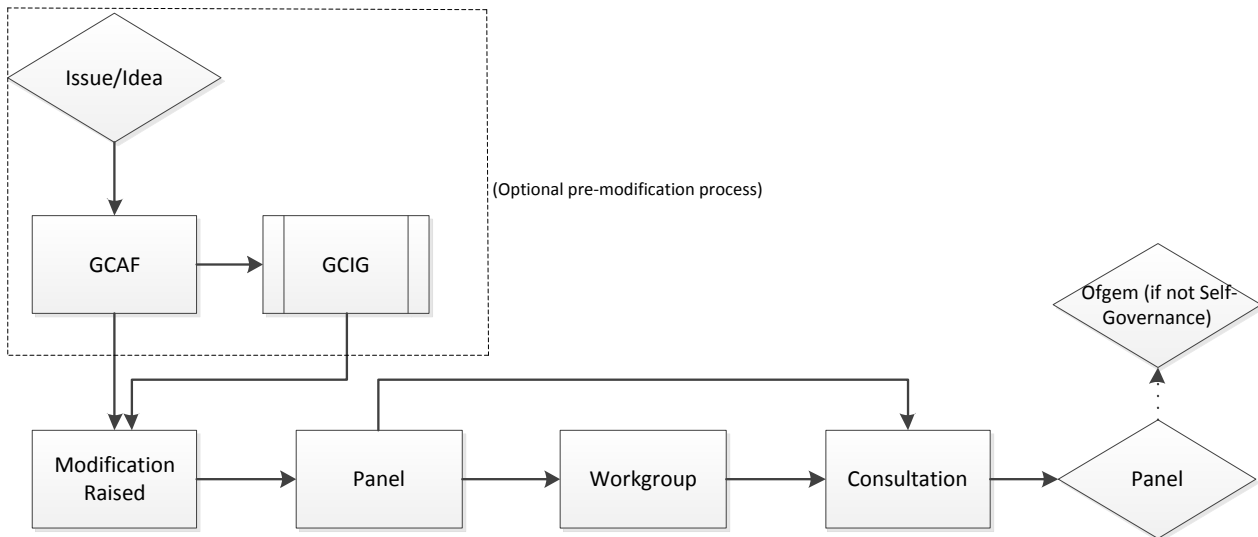 Issue/Idea
(Optional pre-modification process)
GCAF
GCIG
Ofgem (if not Self-
Governance)
Modification
Raised
Panel
Workgroup
Consultation
Panel